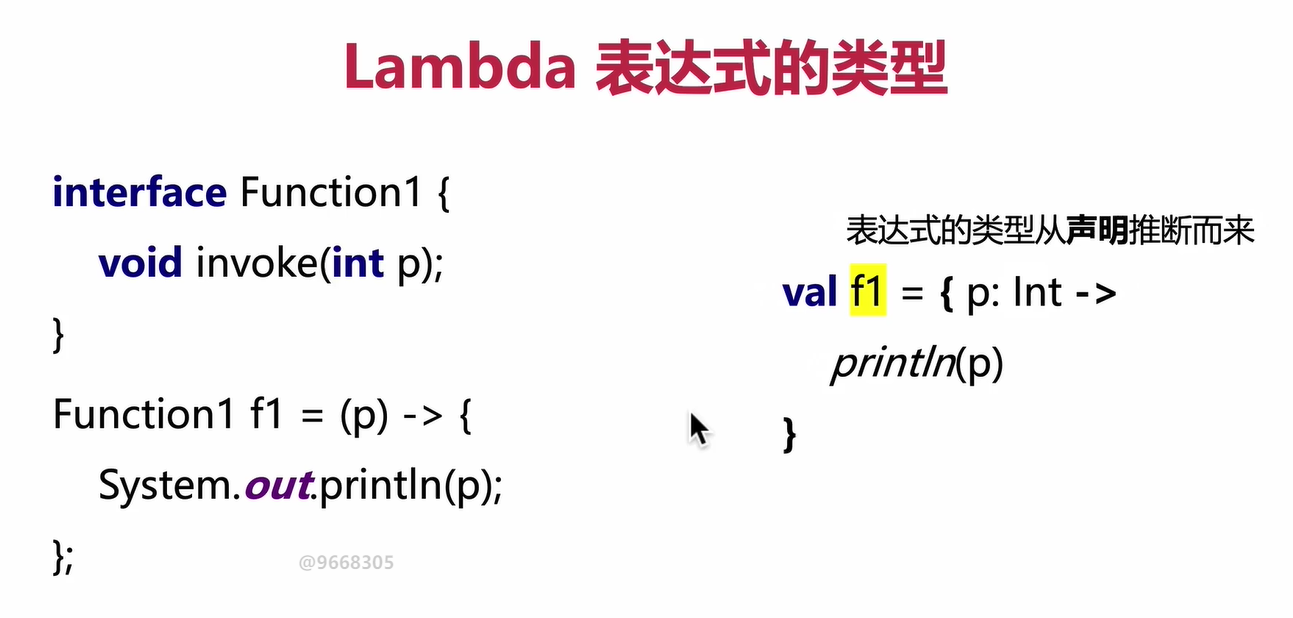 Lambda 表达式的类型
interface Function1 {
void invoke(int p);
}
Function1 f1 = (p) -> {
System.out.println(p);
};
表达式的类型从声明推断而来
val f1 = { p: Int ->
println(p)
}
@9668305